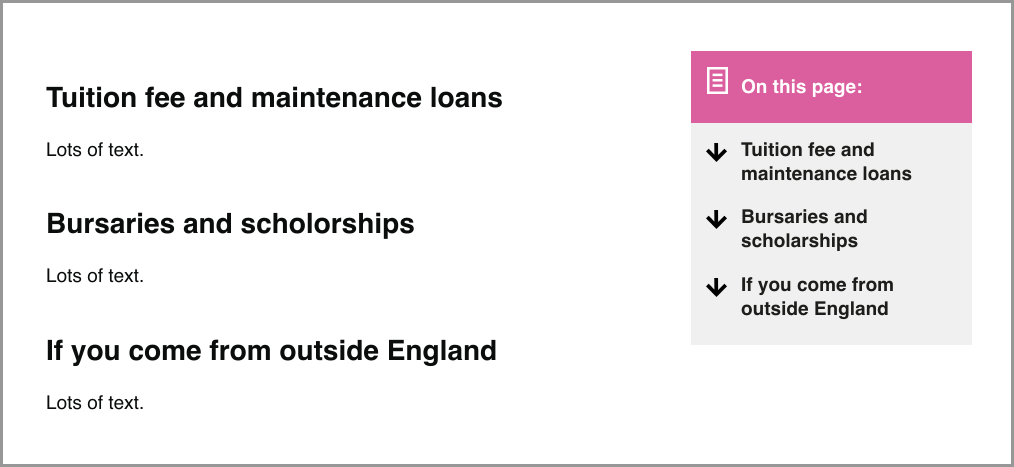 Tuition fee and maintenance loans
Lots of text.
Bursaries and scholorships
Lots of text.
If you come from outside England
Lots of text.
On this page:
Tuition fee and
maintenance loans
Bursaries and
scholarships
If you come from
outside England